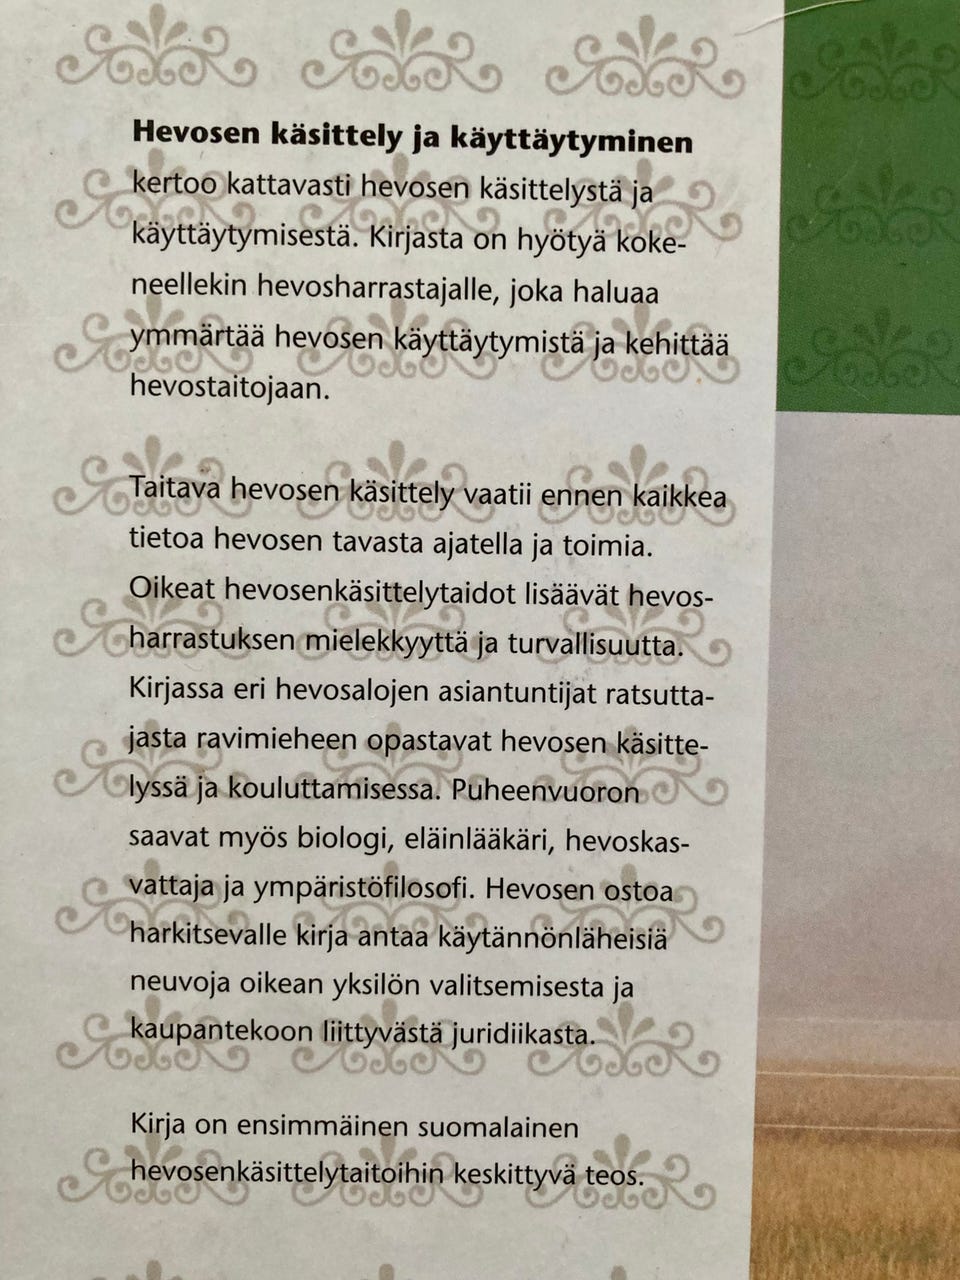 Hevosen käsittely ja käyttäytyminen
kertoo kattavasti hevosen käsittelystä ja
käyttäytymisestä. Kirjasta on hyötyä koke-
neellekin hevosharrastajalle, joka haluaa
ymmärtää hevosen käyttäytymistä ja kehittää
hevostaitojaan.
Taitava hevosen käsittely vaatii ennen kaikkea
tietoa hevosen tavasta ajatella ja toimia.
Oikeat hevosenkäsittelytaidot lisäävät hevos-
harrastuksen mielekkyyttä ja turvallisuutta.
Kirjassa eri hevosalojen asiantuntijat ratsutta-
jasta ravimieheen opastavat hevosen käsitte-
lyssä ja kouluttamisessa. Puheenvuoron
saavat myös biologi, eläinlääkäri, hevoskas-
vattaja ja ympäristöfilosofi. Hevosen ostoa
harkitsevalle kirja antaa käytännönläheisiä
neuvoja oikean yksilön valitsemisesta ja
kaupantekoon liittyvästä juridiikasta.
Kirja on ensimmäinen suomalainen
hevosenkäsittelytaitoihin keskittyvä teos.